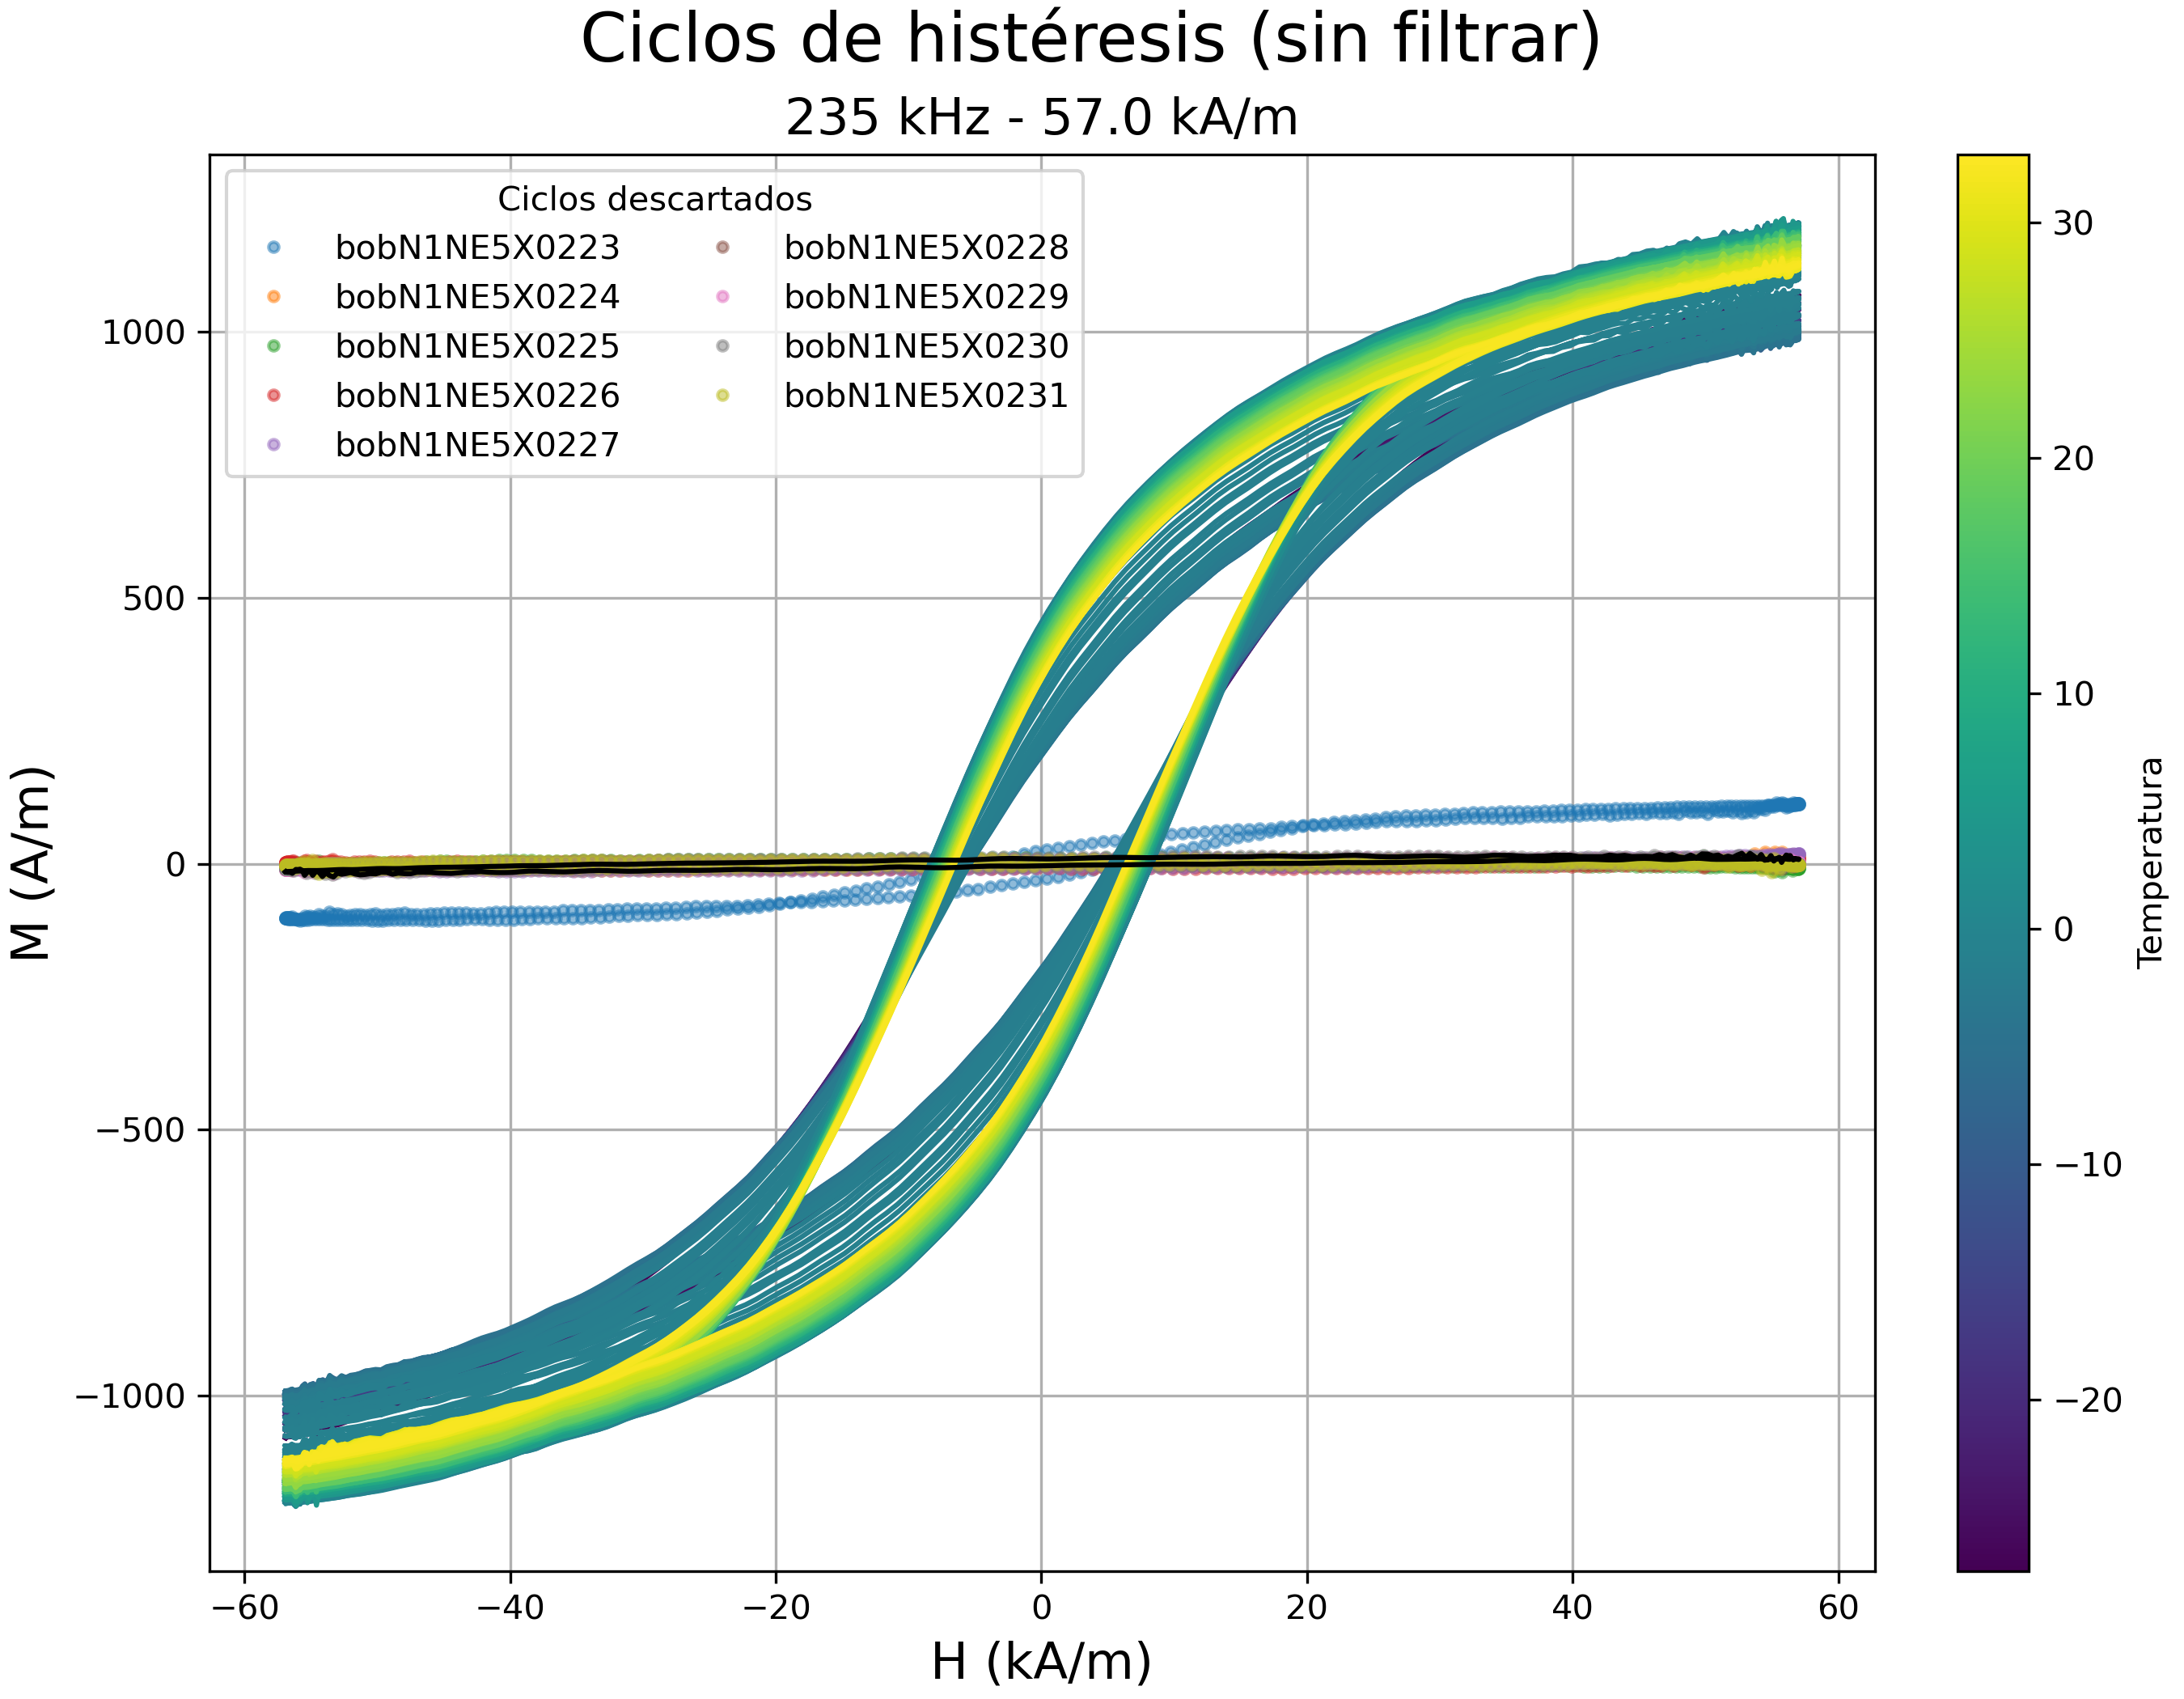 Ciclos de histéresis (sin filtrar)
235 kHz - 57.0 kA/m
Ciclos descartados
bobN1NE5X0223
bobN1NE5X0224
bobN1NE5X0225
bobN1NE5X0226
bobN1NE5X0227
bobN1NE5X0228
bobN1NE5X0229
bobN1NE5X0230
bobN1NE5X0231
M (A/m)
1000
500
0
−500
−1000
−60
−40
−20
0
20
40
60
H (kA/m)
30
20
10
0
−10
−20
Temperatura